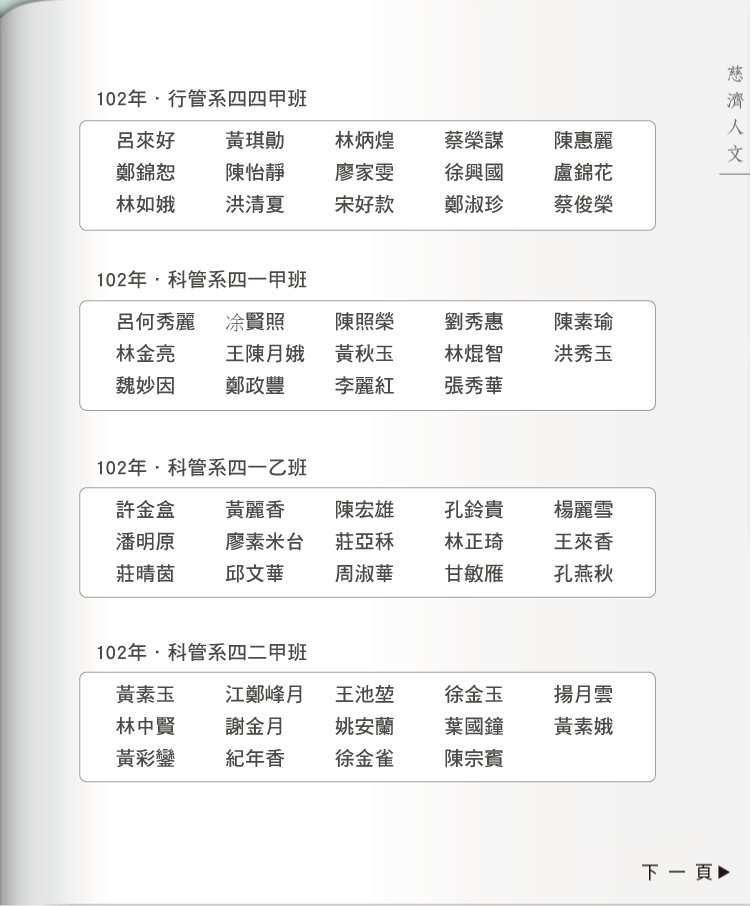 慈濟人文
102年．行管系四四甲班
呂來好 黃琪勛 林炳煌 蔡榮謀 陳惠麗
鄭錦恕 陳怡靜 廖家雯 徐興國 盧錦花
林如娥 洪清夏 宋好款 鄭淑珍 蔡俊榮
102年．科管系四一甲班
呂何秀麗 凃賢照 陳照榮 劉秀惠 陳素瑜
林金亮 王陳月娥 黃秋玉 林焜智 洪秀玉
魏妙因 鄭政豐 李麗紅 張秀華
102年．科管系四一乙班
許金盒 黃麗香 陳宏雄 孔鈴貴 楊麗雪
潘明原 廖素米台 莊亞秝 林正琦 王來香
莊晴茵 邱文華 周淑華 甘敏雁 孔燕秋
102年．科管系四二甲班
黃素玉 江鄭峰月 王池堃 徐金玉 揚月雲
林中賢 謝金月 姚安蘭 葉國鐘 黃素娥
黃彩鑾 紀年香 徐金雀 陳宗賓
下一頁▶